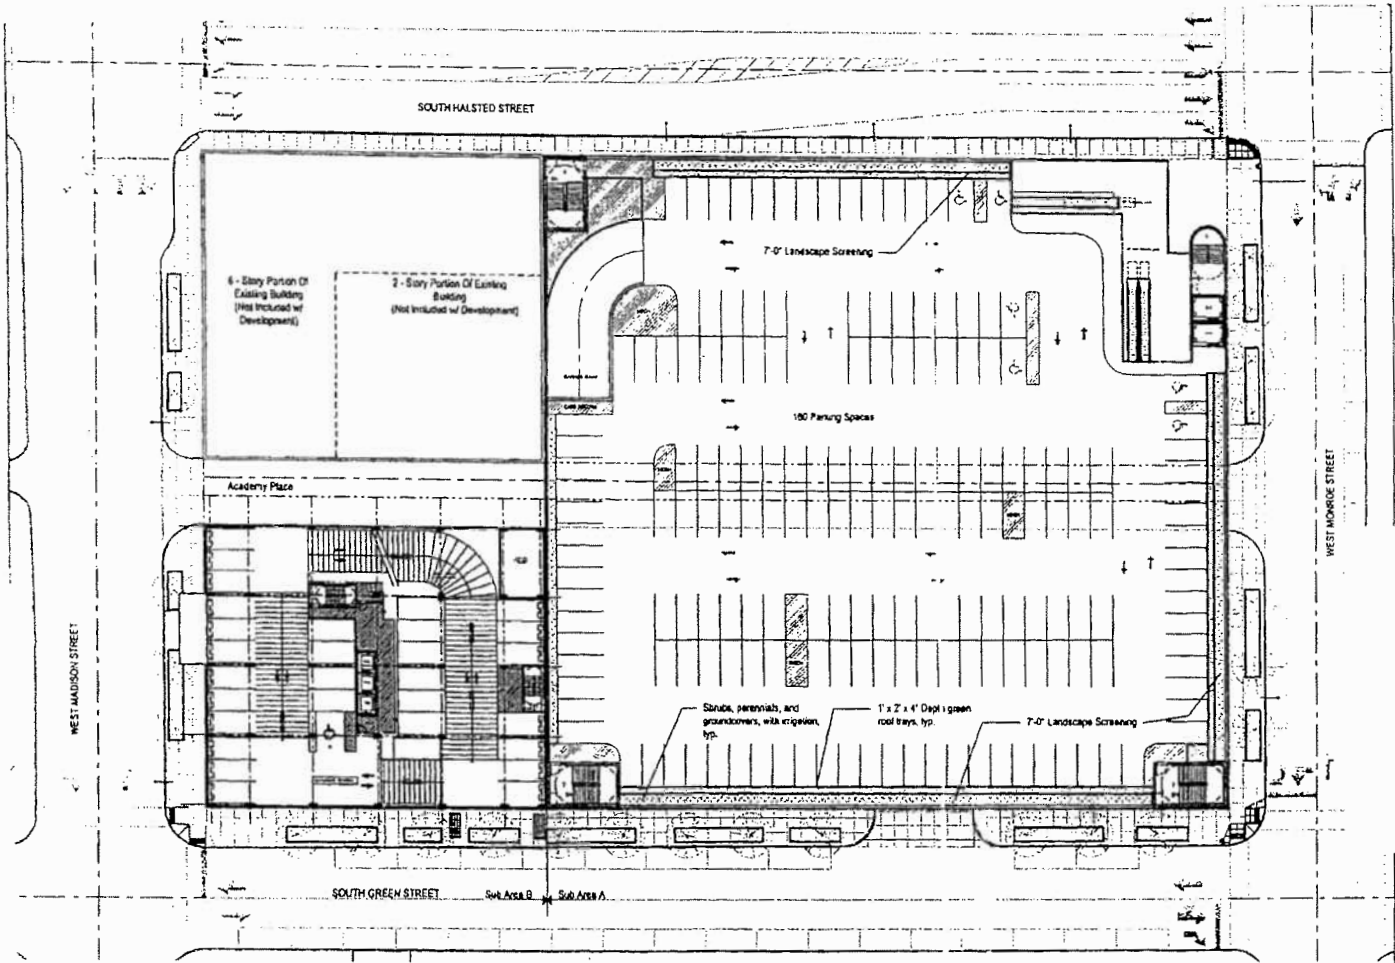 SOUTH HALSTED STREET
7'-0" Landscape Screening
6 - Story Portion Of
Existing Building
(Not Included w/
Development)
2 - Story Portion Of Existing
Building
(Not Included w/ Development)
180 Parking Spaces
Academy Place
WEST MADISON STREET
WEST MONROE STREET
Shrubs, perennials, and
groundcovers, with irrigation,
typ.
1' x 2' x 4" Depth green
roof trays, typ.
7'-0" Landscape Screening
SOUTH GREEN STREET
Sub Area B
Sub Area A